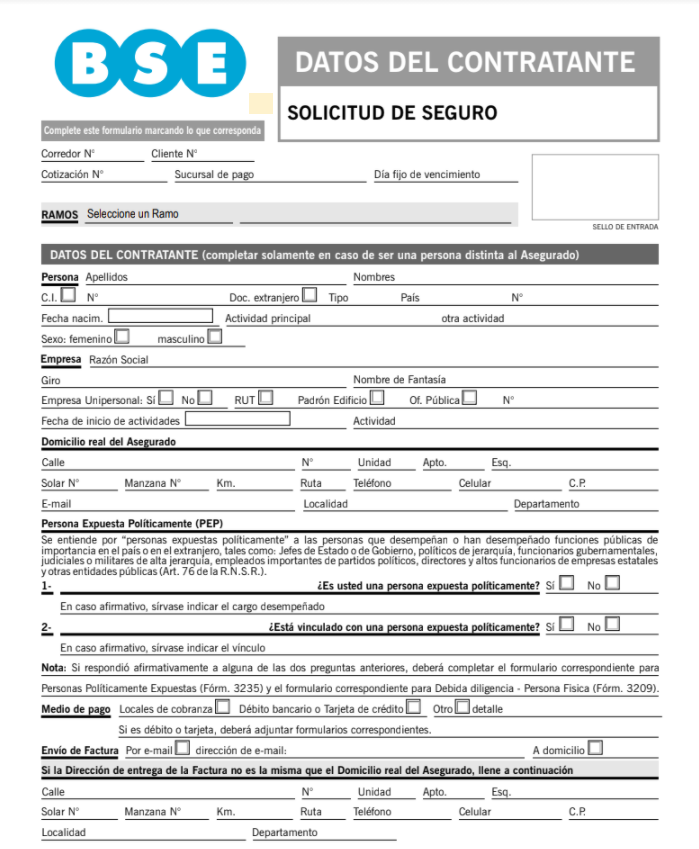 BSE
DATOS DEL CONTRATANTE
SOLICITUD DE SEGURO
Complete este formulario marcando lo que corresponda
Corredor N° Cliente N°
Cotización N° Sucursal de pago Día fijo de vencimiento
RAMOS Seleccione un Ramo
SELLO DE ENTRADA
DATOS DEL CONTRATANTE (completar solamente en caso de ser una persona distinta al Asegurado)
Persona Apellidos Nombres
C.I. N° Doc. extranjero Tipo País N°
Fecha nacim. Actividad principal otra actividad
Sexo: femenino masculino
Empresa Razón Social
Giro Nombre de Fantasía
Empresa Unipersonal: Sí No RUT Padrón Edificio Of. Pública N°
Fecha de inicio de actividades Actividad
Domicilio real del Asegurado
Calle N° Unidad Apto. Esq.
Solar N° Manzana N° Km. Ruta Teléfono Celular C.P.
E-mail Localidad Departamento
Persona Expuesta Políticamente (PEP)
Se entiende por “personas expuestas políticamente” a las personas que desempeñan o han desempeñado funciones públicas de
importancia en el país o en el extranjero, tales como: Jefes de Estado o de Gobierno, políticos de jerarquía, funcionarios gubernamentales,
judiciales o militares de alta jerarquía, empleados importantes de partidos políticos, directores y altos funcionarios de empresas estatales
y otras entidades públicas (Art. 76 de la R.N.S.R.).
1- ¿Es usted una persona expuesta políticamente? Sí No
En caso afirmativo, sírvase indicar el cargo desempeñado
2- ¿Está vinculado con una persona expuesta políticamente? Sí No
En caso afirmativo, sírvase indicar el vínculo
Nota: Si respondió afirmativamente a alguna de las dos preguntas anteriores, deberá completar el formulario correspondiente para
Personas Políticamente Expuestas (Fórm. 3235) y el formulario correspondiente para Debida diligencia - Persona Fisica (Fórm. 3209).
Medio de pago Locales de cobranza Débito bancario o Tarjeta de crédito Otro detalle
Si es débito o tarjeta, deberá adjuntar formularios correspondientes.
Envío de Factura Por e-mail dirección de e-mail: A domicilio
Si la Dirección de entrega de la Factura no es la misma que el Domicilio real del Asegurado, llene a continuación
Calle N° Unidad Apto. Esq.
Solar N° Manzana N° Km. Ruta Teléfono Celular C.P.
Localidad Departamento